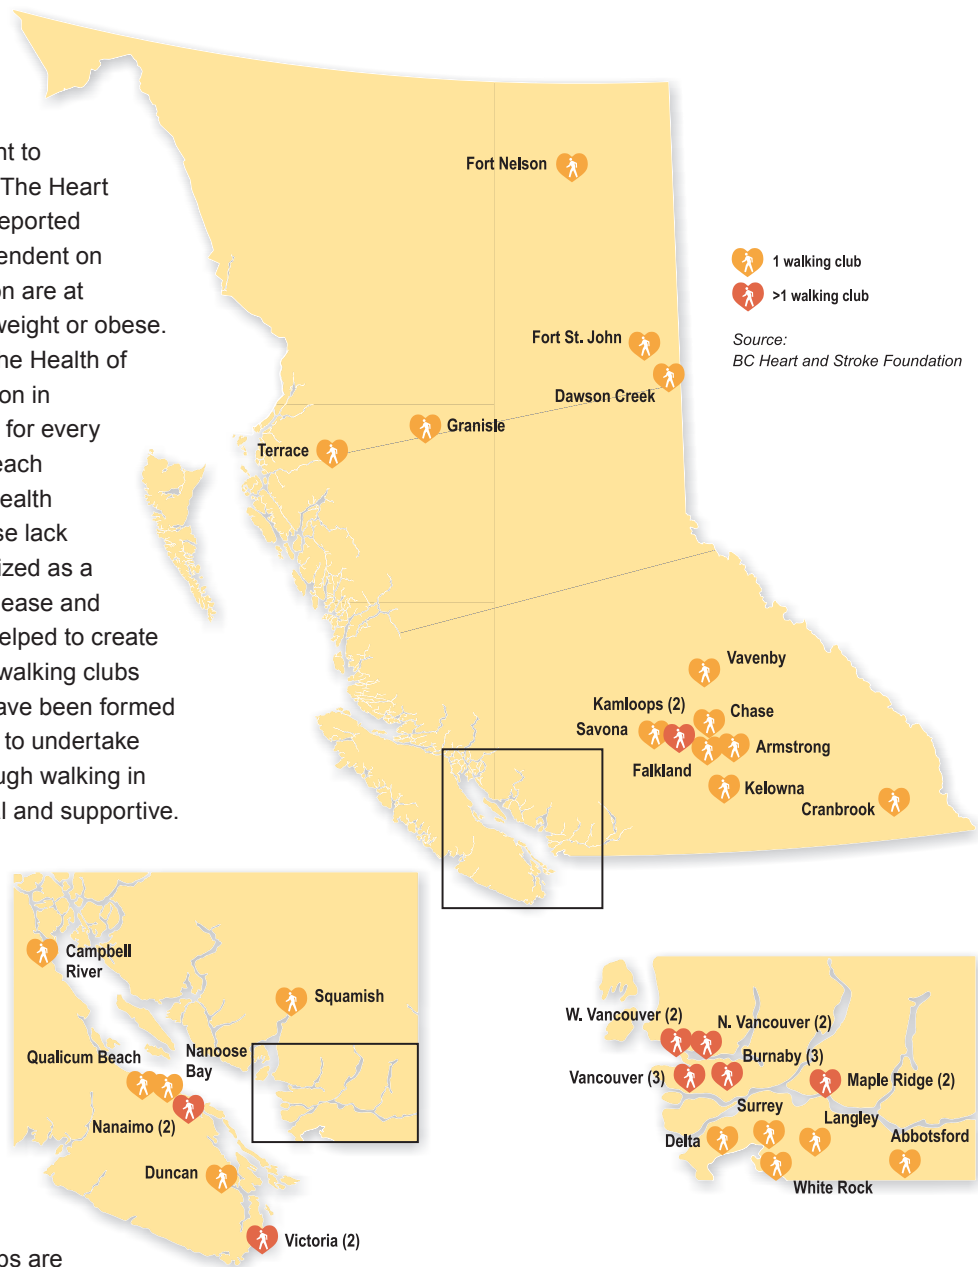 nt to
The Heart
eported
endent on
on are at
weight or obese.
he Health of
on in
for every
each
ealth
se lack
ized as a
ease and
elped to create
walking clubs
ave been formed
to undertake
ugh walking in
al and supportive.
Fort Nelson
1 walking club
>1 walking club
Source:
BC Heart and Stroke Foundation
Fort St. John
Dawson Creek
Granisle
Terrace
Vavenby
Kamloops (2)
Chase
Savona
Armstrong
Falkland
Kelowna
Cranbrook
Campbell
River
Squamish
Qualicum Beach
Nanoose
Bay
Nanaimo (2)
Duncan
Victoria (2)
W. Vancouver (2)
N. Vancouver (2)
Burnaby (3)
Vancouver (3)
Maple Ridge (2)
Surrey
Langley
Delta
Abbotsford
White Rock
ps are